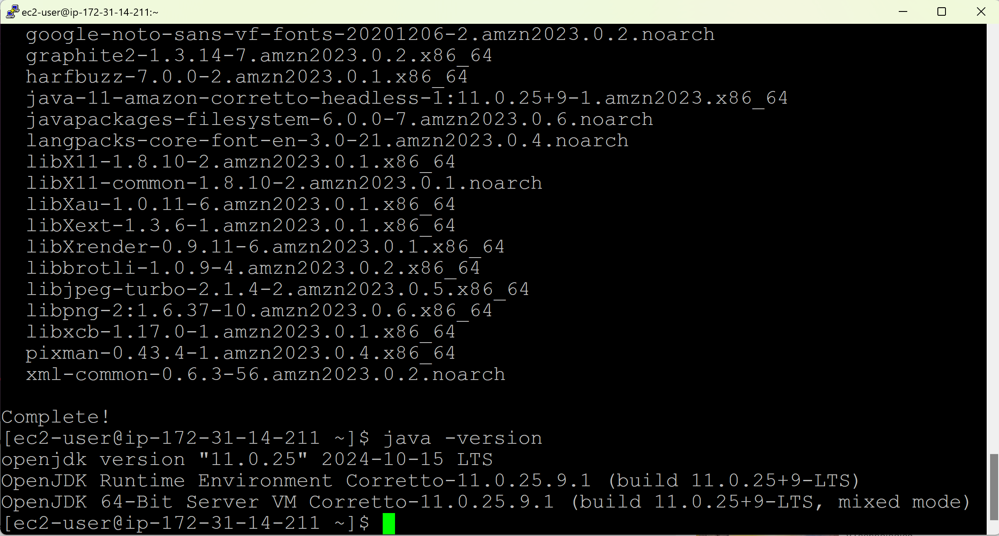 ec2-user@ip-172-31-14-211:~
google-noto-sans-vf-fonts-20201206-2.amzn2023.0.2.noarch
graphite2-1.3.14-7.amzn2023.0.2.x86_64
harfbuzz-7.0.0-2.amzn2023.0.1.x86_64
java-11-amazon-corretto-headless-1:11.0.25+9-1.amzn2023.x86_64
javapackages-filesystem-6.0.0-7.amzn2023.0.6.noarch
langpacks-core-font-en-3.0-21.amzn2023.0.4.noarch
libX11-1.8.10-2.amzn2023.0.1.x86_64
libX11-common-1.8.10-2.amzn2023.0.1.noarch
libXau-1.0.11-6.amzn2023.0.1.x86_64
libXext-1.3.6-1.amzn2023.0.1.x86_64
libXrender-0.9.11-6.amzn2023.0.1.x86_64
libbrotli-1.0.9-4.amzn2023.0.2.x86_64
libjpeg-turbo-2.1.4-2.amzn2023.0.5.x86_64
libpng-2:1.6.37-10.amzn2023.0.6.x86_64
libxcb-1.17.0-1.amzn2023.0.1.x86_64
pixman-0.43.4-1.amzn2023.0.4.x86_64
xml-common-0.6.3-56.amzn2023.0.2.noarch
Complete!
[ec2-user@ip-172-31-14-211 ~]$ java -version
openjdk version "11.0.25" 2024-10-15 LTS
OpenJDK Runtime Environment Corretto-11.0.25.9.1 (build 11.0.25+9-LTS)
OpenJDK 64-Bit Server VM Corretto-11.0.25.9.1 (build 11.0.25+9-LTS, mixed mode)
[ec2-user@ip-172-31-14-211 ~]$